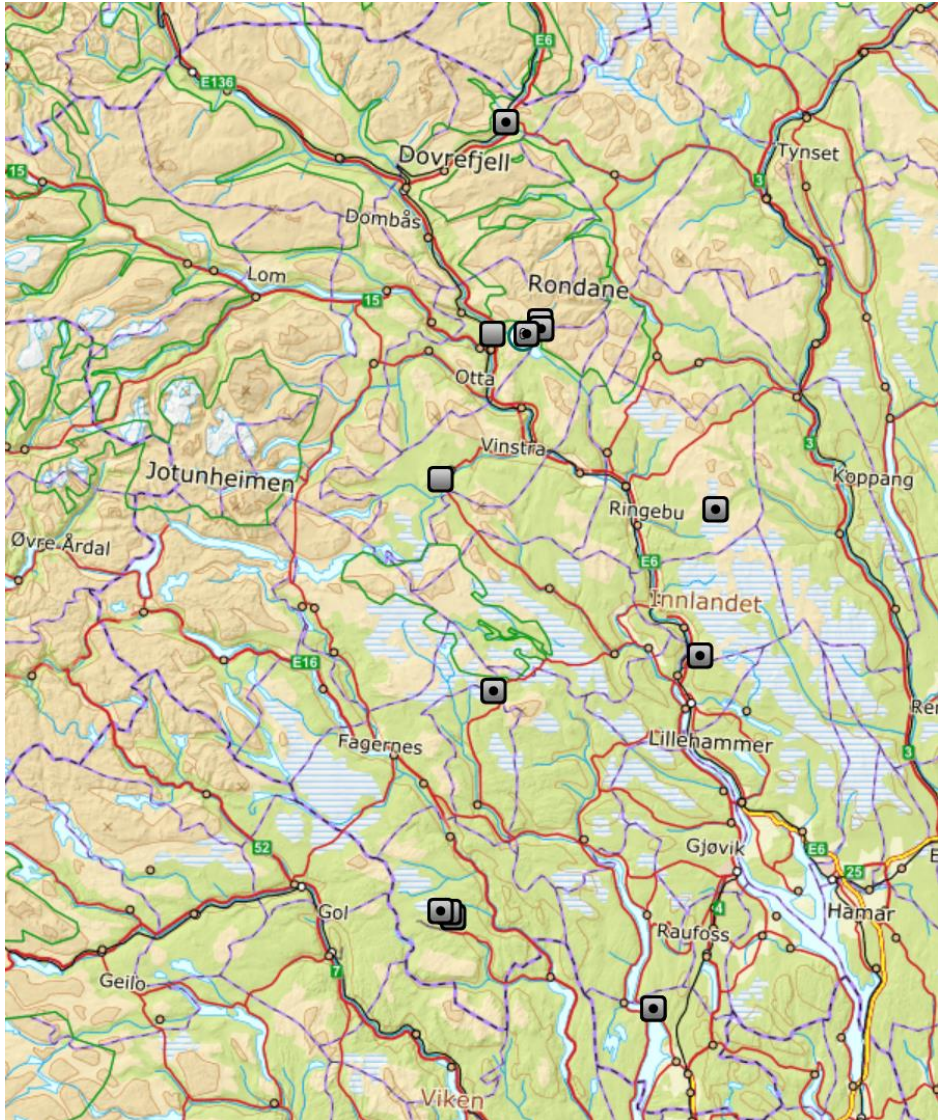 E6
E136
Dovrefjell
Tynset
15
3
Dombås
Lom
Rondane
15
Otta
Vinstra
3
Jotunheimen
Ringebu
Koppang
Øvre Årdal
E6
Innlandet
E16
Fagernes
Lillehammer
3
52
Gjøvik
E6
25
Gol
4
Hamar
Raufoss
7
Geilo
Viken